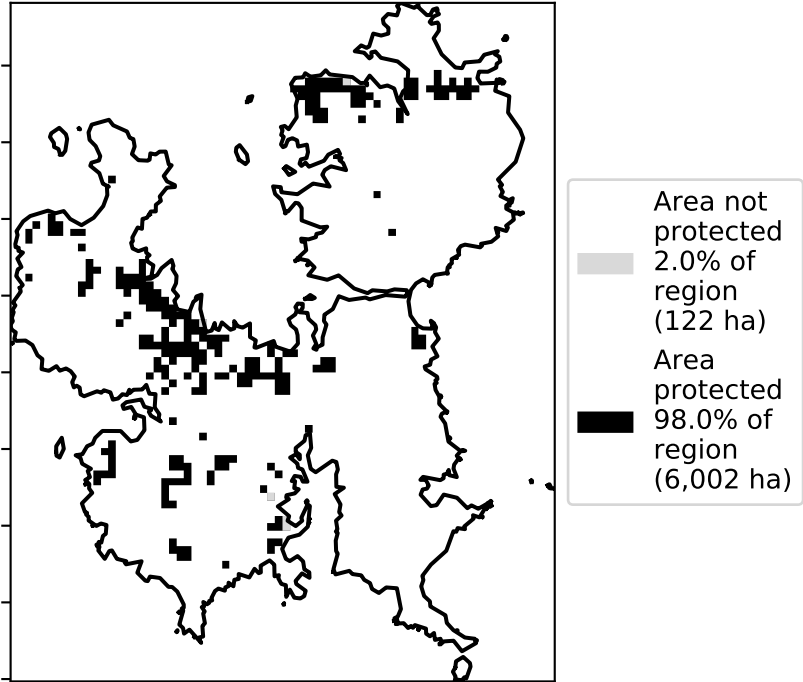 Area not
protected
2.0% of
region
(122 ha)
Area
protected
98.0% of
region
(6,002 ha)